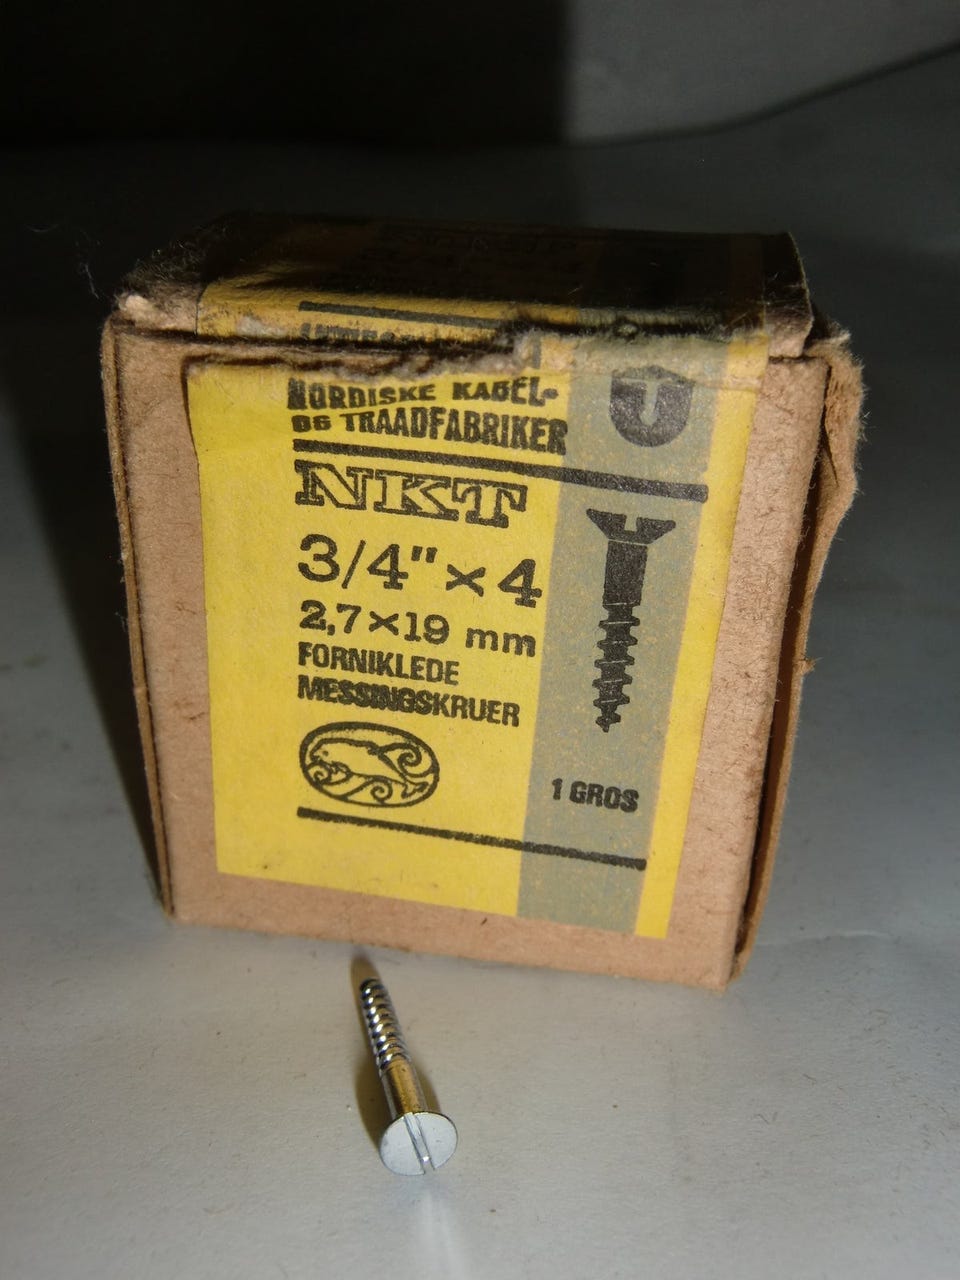 NORDISKE KABEL-
OG TRAADFABRIKER
NKT
3/4" × 4
2,7×19 mm
FORNIKLEDE
MESSINGSKRUER
1 GROS